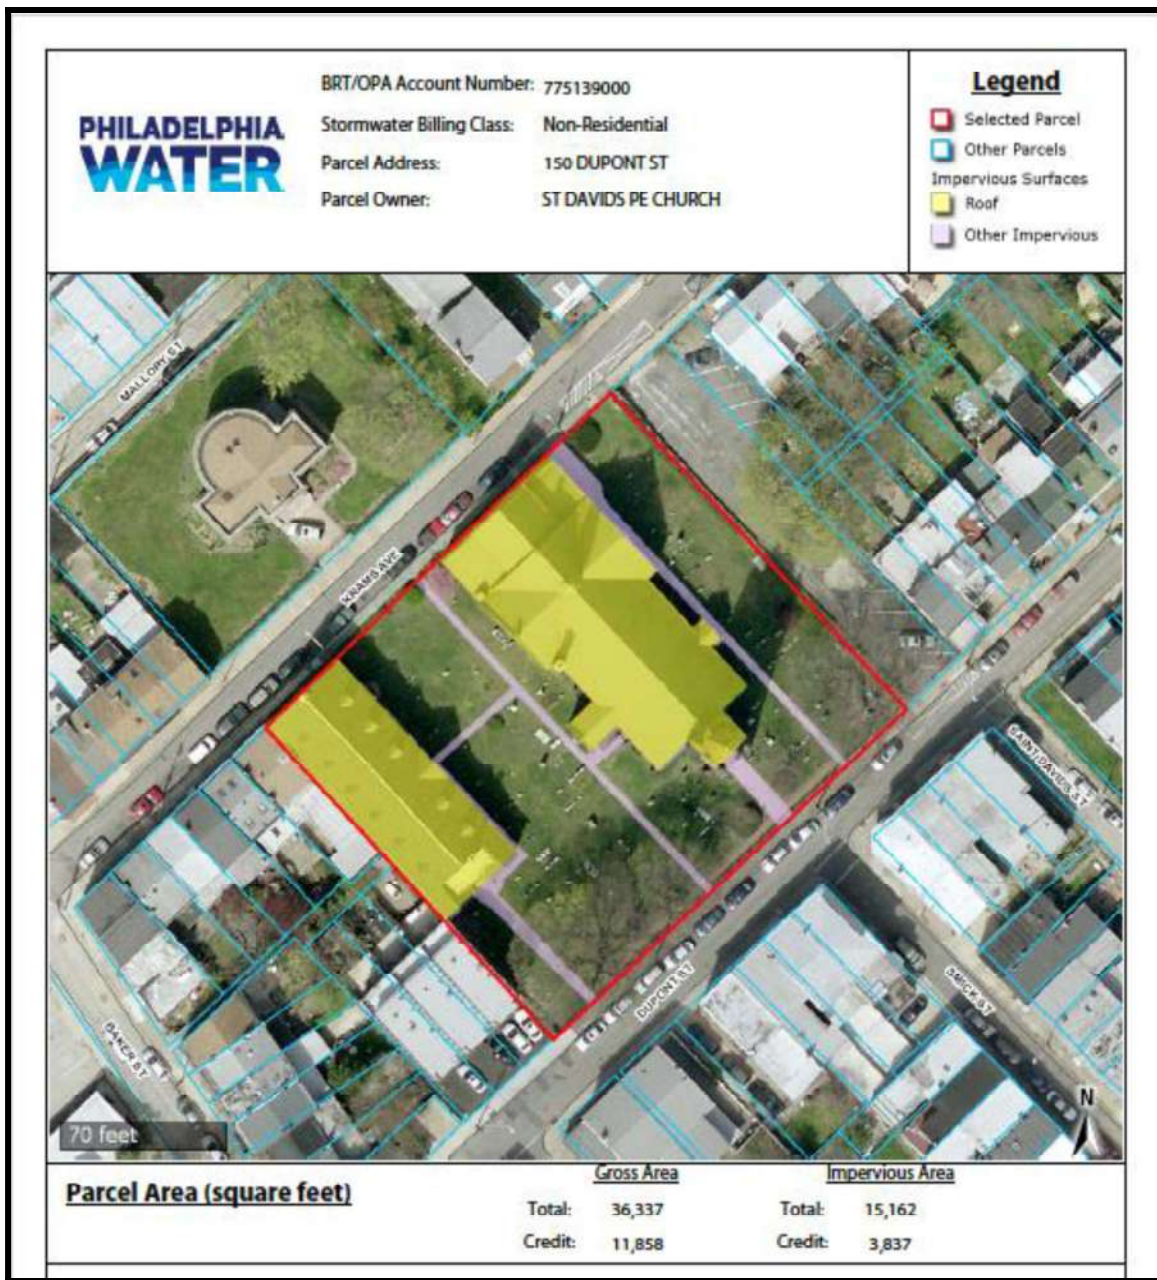 PHILADELPHIA
WATER
BRT/OPA Account Number: 775139000
Stormwater Billing Class: Non-Residential
Parcel Address: 150 DUPONT ST
Parcel Owner: ST DAVIDS PE CHURCH
Legend
Selected Parcel
Other Parcels
Impervious Surfaces
Roof
Other Impervious
MALLORY ST
KRAMS AVE
Roof
SAINT DAVIDS ST
DUPONT ST
SMICK ST
BAKER ST
N
70 feet
Parcel Area (square feet)
Gross Area Impervious Area
Total: 36,337 Total: 15,162
Credit: 11,858 Credit: 3,837